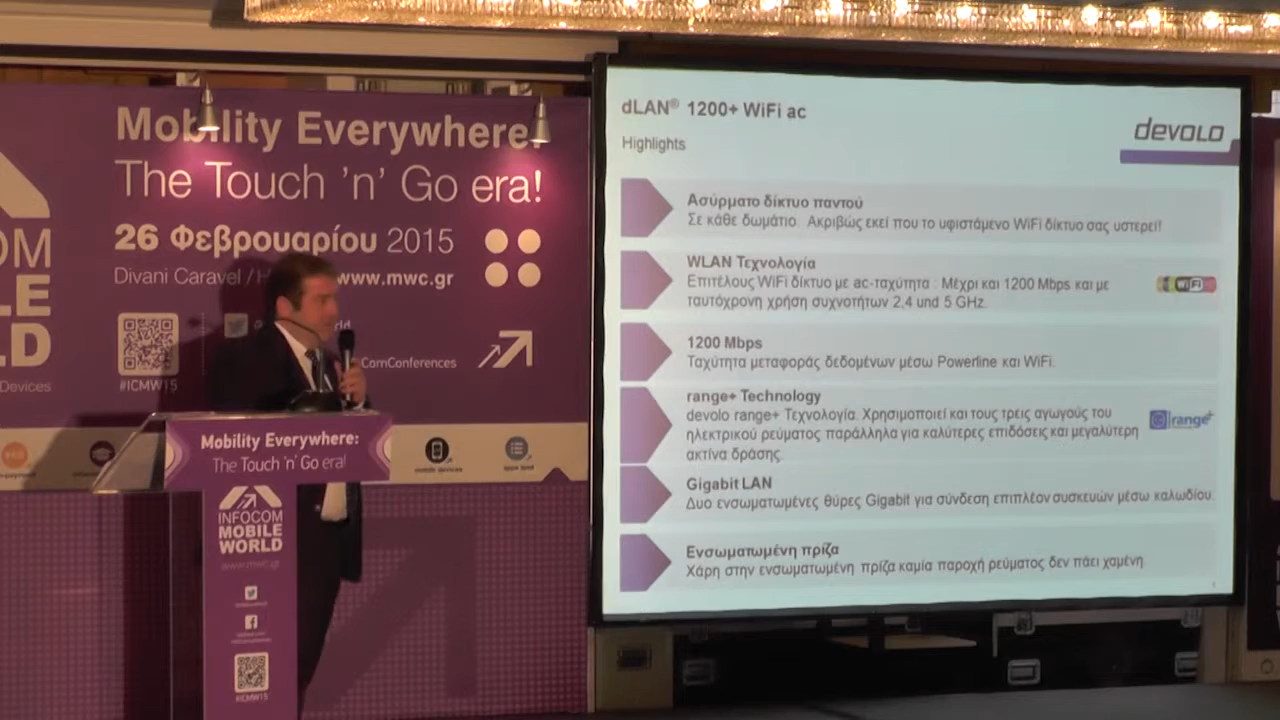 Mobility Everywhere:
The Touch 'n' Go era!
26 Φεβρουαρίου 2015
Divani Caravel /
www.mwc.gr
ComConferences
#ICMW15
Devices
mobile devices
Mobility Everywhere:
The Touch 'n' Go era!
INFOCOM
MOBILE
WORLD
www.mwc.gr
#ICMW15
dLAN® 1200+ WiFi ac
Highlights
devolo
Ασύρματο δίκτυο παντού
Σε κάθε δωμάτιο. Ακριβώς εκεί που το υφιστάμενο WiFi δίκτυο σας υστερεί!
WLAN Τεχνολογία
Επιτέλους WiFi δίκτυο με ac-ταχύτητα : Μέχρι και 1200 Mbps και με
ταυτόχρονη χρήση συχνοτήτων 2,4 und 5 GHz.
WiFi
1200 Mbps
Ταχύτητα μεταφοράς δεδομένων μέσω Powerline και WiFi.
range+ Technology
devolo range+ Τεχνολογία. Χρησιμοποιεί και τους τρεις αγωγούς του
ηλεκτρικού ρεύματος παράλληλα για καλύτερες επιδόσεις και μεγαλύτερη
ακτίνα δράσης.
range+
Gigabit LAN
Δυο ενσωματωμένες θύρες Gigabit για σύνδεση επιπλέον συσκευών μέσω καλωδίου.
Ενσωματωμένη πρίζα
Χάρη στην ενσωματωμένη πρίζα καμία παροχή ρεύματος δεν πάει χαμένη.